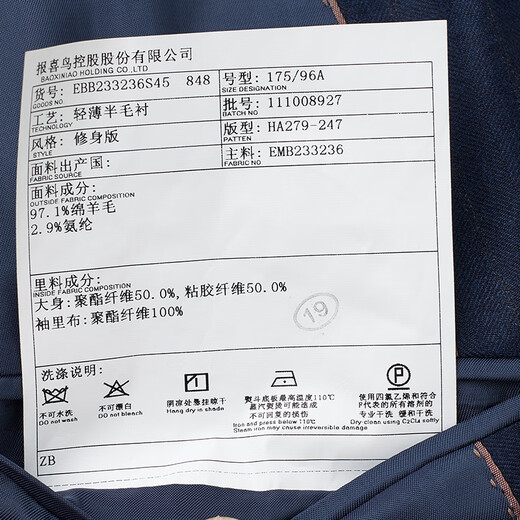 报喜鸟控股股份有限公司
BAOXINIAO HOLDING CO.,LTD
货号: EBB233236S45 848 号型: 175/96A
GOODS NO SIZE DESIGNATION
工艺: 轻薄半毛衬 批号: 111008927
TECHNOLOGY BATCH NO
风格: 修身版 版型: HA279-247
STYLE PATTEN
面料出产国: 主料: EMB233236
FABRIC SOURCE FABRIC NO
面料成分:
OUTSIDE FABRIC COMPOSITION
97.1%绵羊毛
2.9%氨纶
里料成分:
INSIDE FABRIC COMPOSITION
大身: 聚酯纤维50.0%, 粘胶纤维50.0%
袖里布: 聚酯纤维100%
19
洗涤说明:
P
不可水洗
Do not wash
不可漂白
Do not bleach
阴凉处悬挂晾干
Hang dry in shade
熨斗底板最高温度110℃
蒸汽熨烫可能造成
不可回复的损伤
Iron and press below 110℃
Steam iron may cause irreversible damage
使用四氯乙烯和符合
P代表的所有溶剂的
专业干洗 缓和干洗
Dry-clean using C2Cl4 softly
ZB